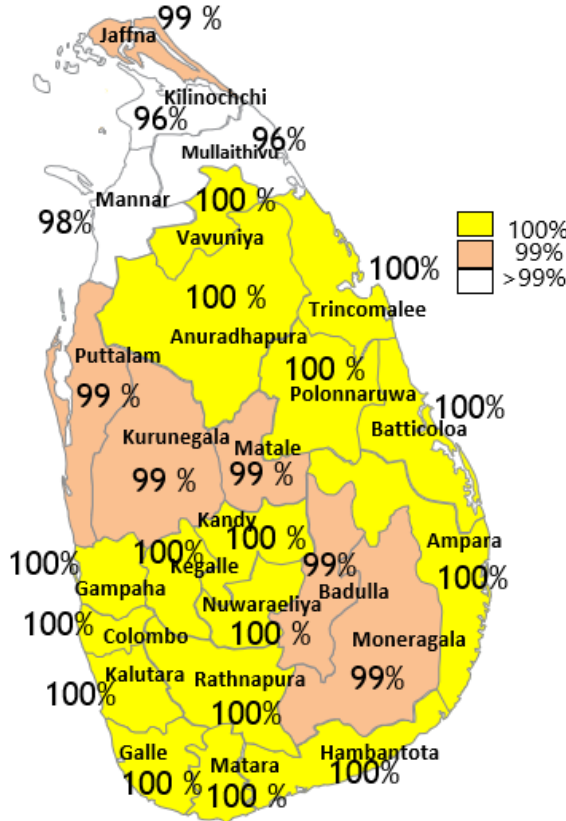 99 %
Jaffna
Kilinochchi
96%
96%
Mullaithivu
Mannar
98%
100 %
Vavuniya
100%
99%
>99%
100%
100 %
Trincomalee
Anuradhapura
Puttalam
99 %
100 %
Polonnaruwa
100%
Batticoloa
Kurunegala
99 %
Matale
99 %
Kandy
100 %
100%
Kegalle
Ampara
100%
100%
Gampaha
99%
Badulla
Nuwaraeliya
100 %
100%
Colombo
Moneragala
99%
Kalutara
100%
Rathnapura
100%
Galle
100 %
Matara
100 %
Hambantota
100%